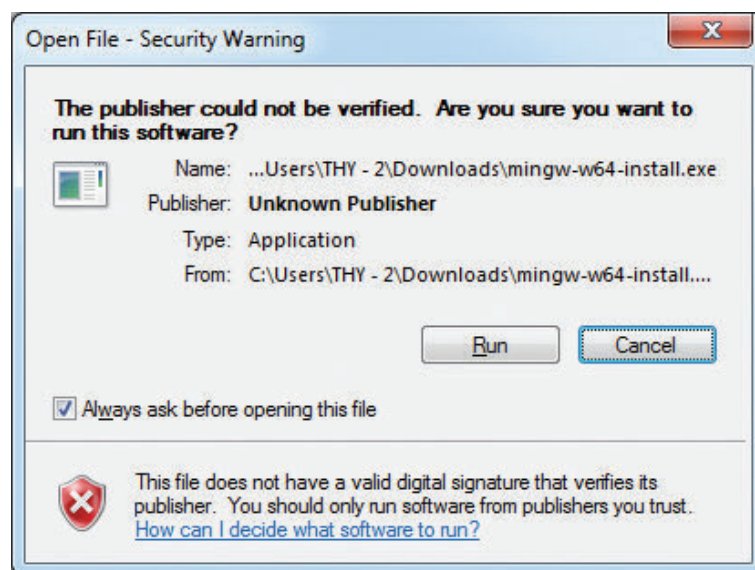 Open File - Security Warning
The publisher could not be verified. Are you sure you want to
run this software?
Name: ...Users\THY - 2\Downloads\mingw-w64-install.exe
Publisher: Unknown Publisher
Type: Application
From: C:\Users\THY - 2\Downloads\mingw-w64-install....
Run Cancel
Always ask before opening this file
This file does not have a valid digital signature that verifies its
publisher. You should only run software from publishers you trust.
How can I decide what software to run?